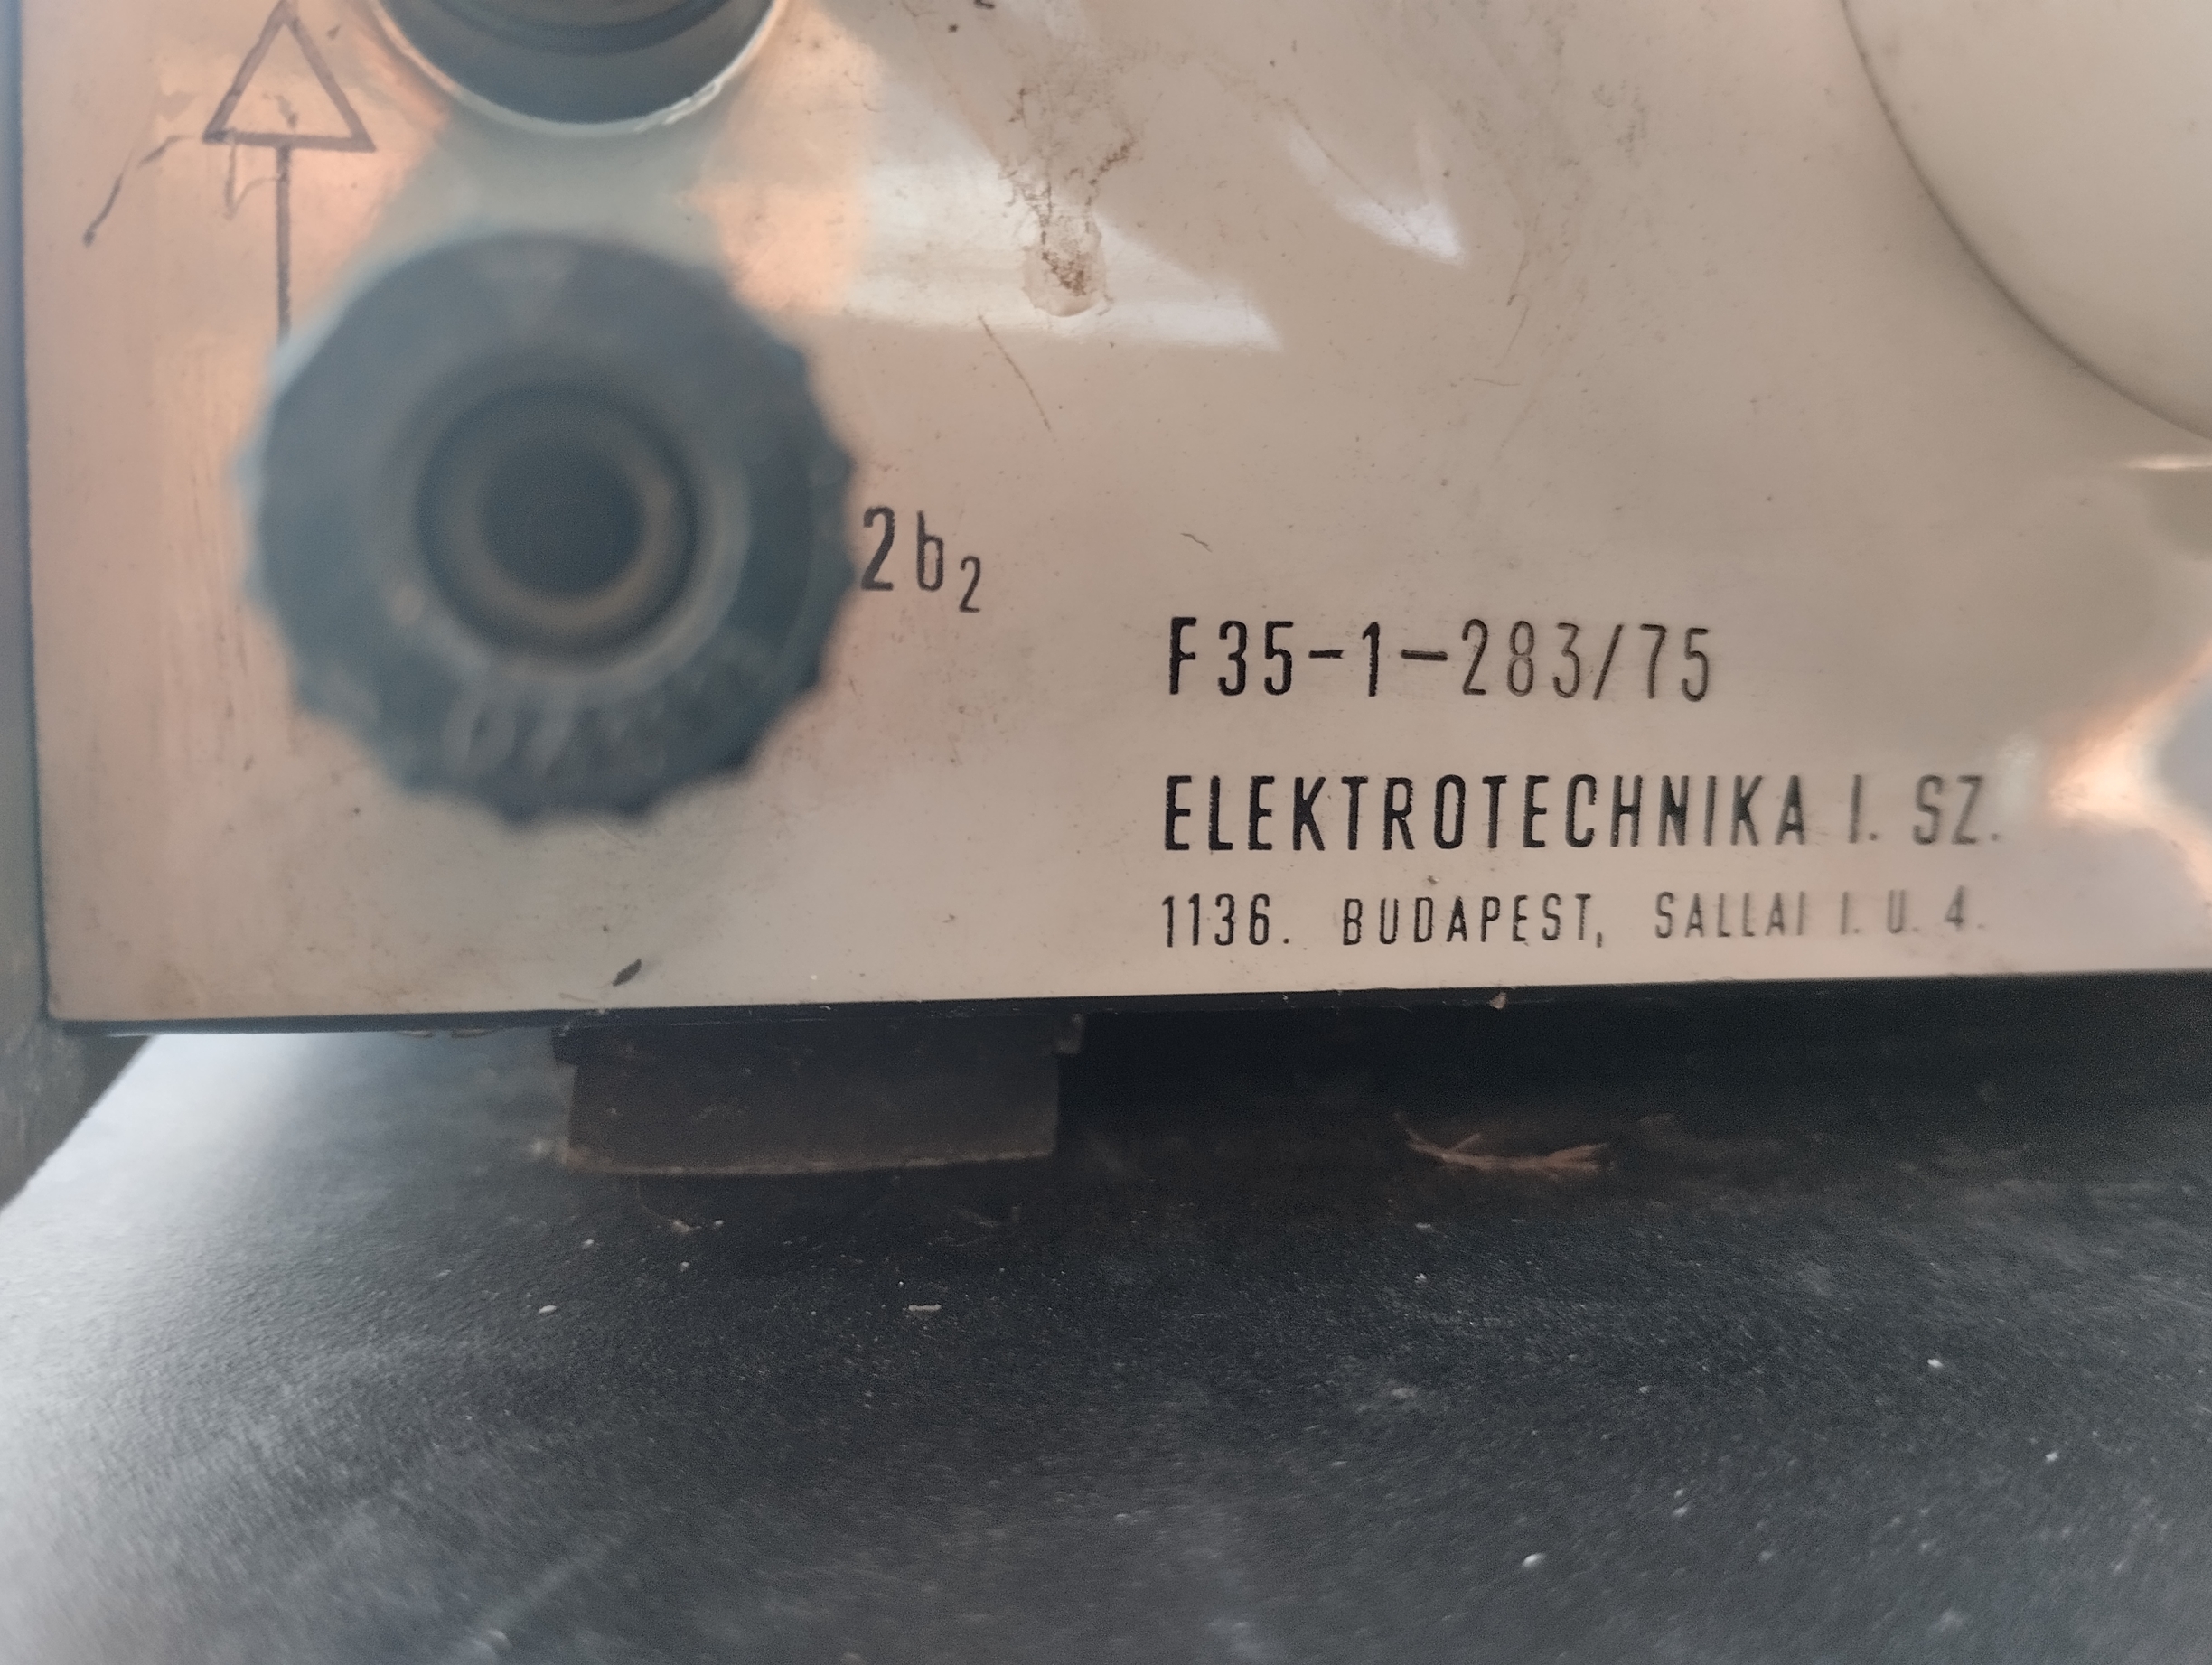 2b₂
F35-1-283/75
ELEKTROTECHNIKA I. SZ.
1136. BUDAPEST, SALLAI I. U. 4.